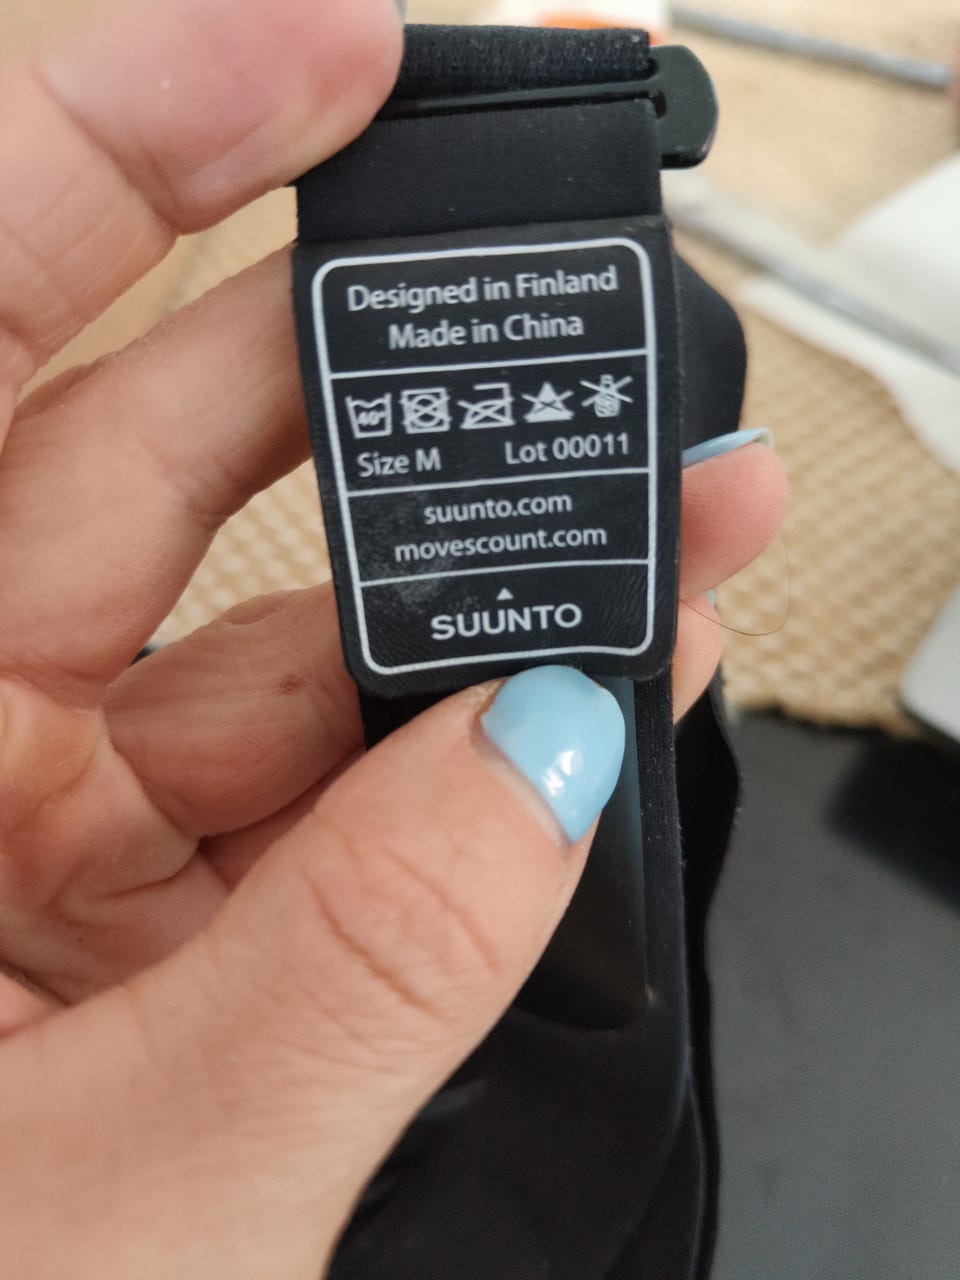 Designed in Finland
Made in China
40°
Size M Lot 00011
suunto.com
movescount.com
SUUNTO